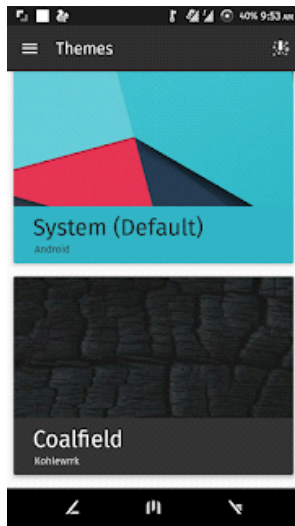 40% 9:53 AM
Themes
System (Default)
Android
Coalfield
Kohlewrrk